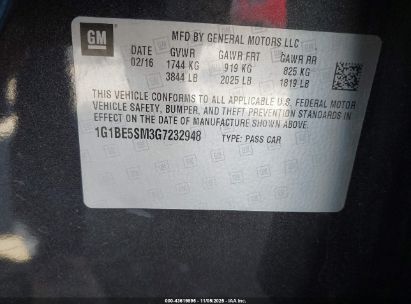 GM
MFD BY GENERAL MOTORS LLC
DATE GVWR GAWR FRT GAWR RR
02/16 1744 KG 919 KG 825 KG
3844 LB 2025 LB 1819 LB
THIS VEHICLE CONFORMS TO ALL APPLICABLE U.S. FEDERAL MOTOR
VEHICLE SAFETY, BUMPER, AND THEFT PREVENTION STANDARDS IN
EFFECT ON THE DATE OF MANUFACTURE SHOWN ABOVE.
1G1BE5SM3G7232948 TYPE: PASS CAR